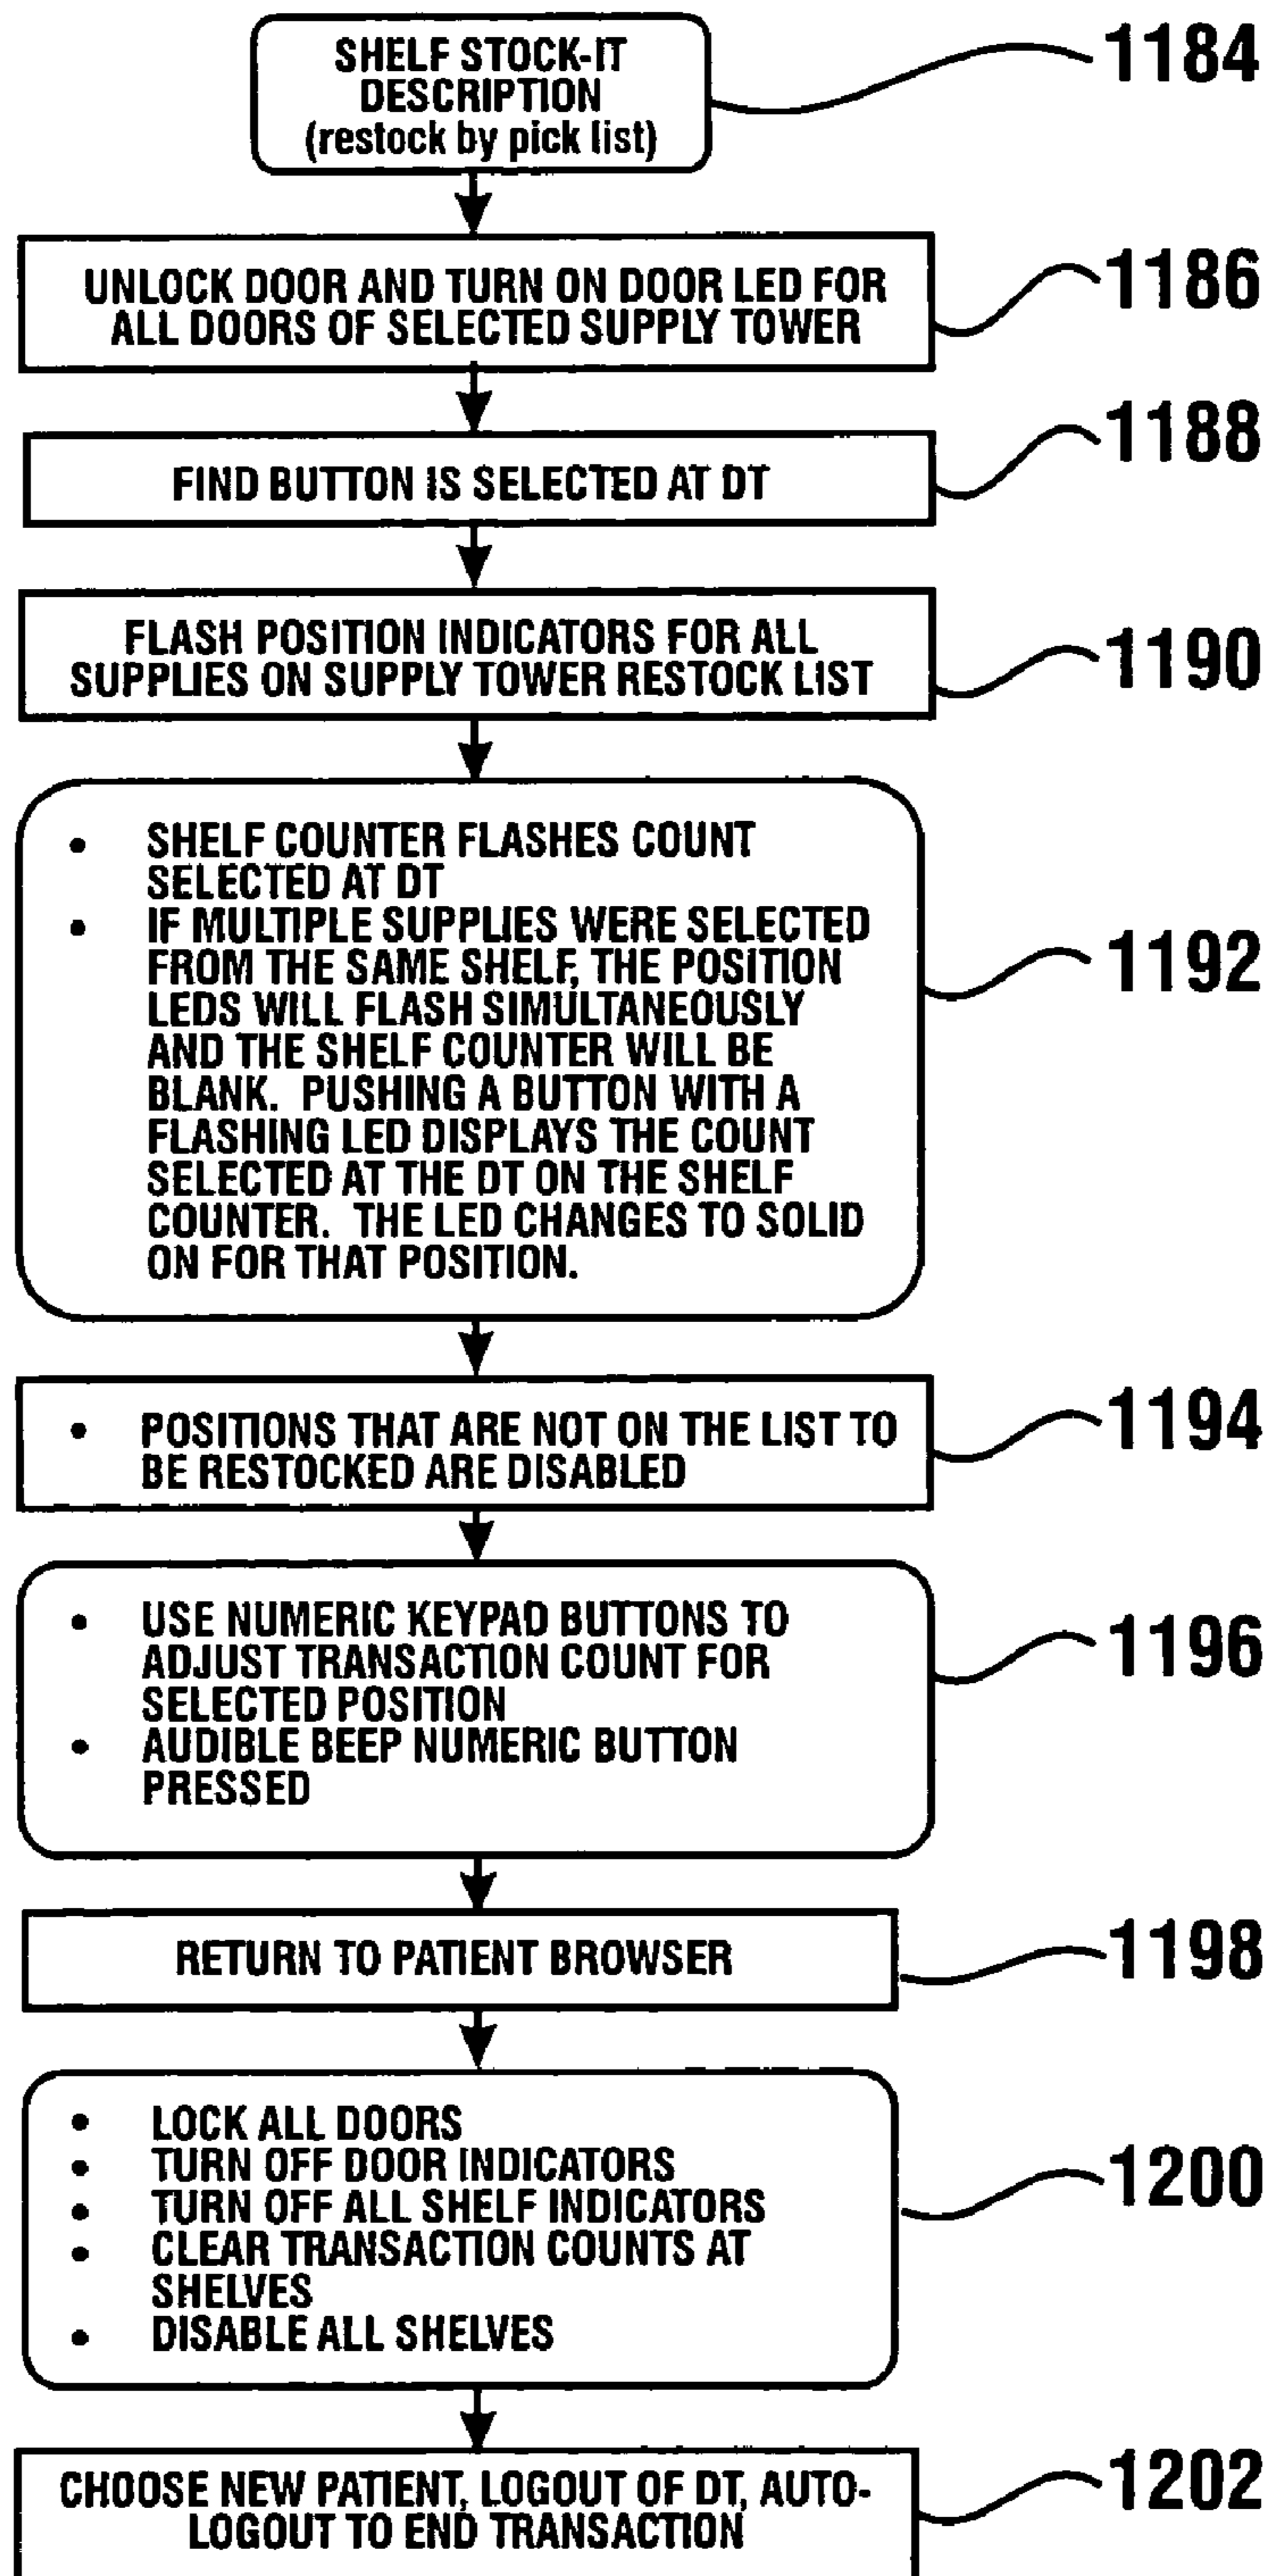 SHELF STOCK-IT
DESCRIPTION
(restock by pick list)
1184
UNLOCK DOOR AND TURN ON DOOR LED FOR
ALL DOORS OF SELECTED SUPPLY TOWER
1186
FIND BUTTON IS SELECTED AT DT
1188
FLASH POSITION INDICATORS FOR ALL
SUPPLIES ON SUPPLY TOWER RESTOCK LIST
1190
• SHELF COUNTER FLASHES COUNT
SELECTED AT DT
• IF MULTIPLE SUPPLIES WERE SELECTED
FROM THE SAME SHELF, THE POSITION
LEDS WILL FLASH SIMULTANEOUSLY
AND THE SHELF COUNTER WILL BE
BLANK. PUSHING A BUTTON WITH A
FLASHING LED DISPLAYS THE COUNT
SELECTED AT THE DT ON THE SHELF
COUNTER. THE LED CHANGES TO SOLID
ON FOR THAT POSITION.
1192
• POSITIONS THAT ARE NOT ON THE LIST TO
BE RESTOCKED ARE DISABLED
1194
• USE NUMERIC KEYPAD BUTTONS TO
ADJUST TRANSACTION COUNT FOR
SELECTED POSITION
• AUDIBLE BEEP NUMERIC BUTTON
PRESSED
1196
RETURN TO PATIENT BROWSER
1198
• LOCK ALL DOORS
• TURN OFF DOOR INDICATORS
• TURN OFF ALL SHELF INDICATORS
• CLEAR TRANSACTION COUNTS AT
SHELVES
• DISABLE ALL SHELVES
1200
CHOOSE NEW PATIENT, LOGOUT OF DT, AUTO-
LOGOUT TO END TRANSACTION
1202